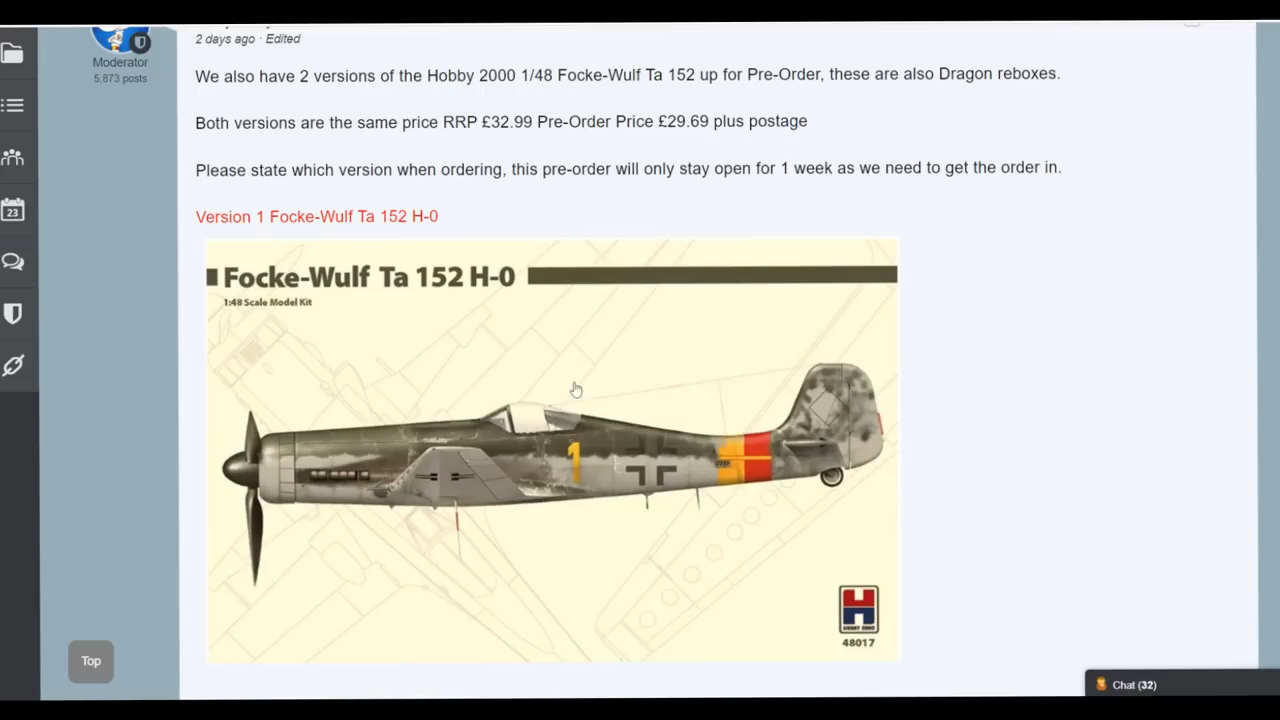 2 days ago · Edited
Moderator
5,873 posts
We also have 2 versions of the Hobby 2000 1/48 Focke-Wulf Ta 152 up for Pre-Order, these are also Dragon reboxes.
Both versions are the same price RRP £32.99 Pre-Order Price £29.69 plus postage
Please state which version when ordering, this pre-order will only stay open for 1 week as we need to get the order in.
Version 1 Focke-Wulf Ta 152 H-0
23
Focke-Wulf Ta 152 H-0
1:48 Scale Model Kit
1
H
HOBBY 2000
48017
Top
Chat (32)